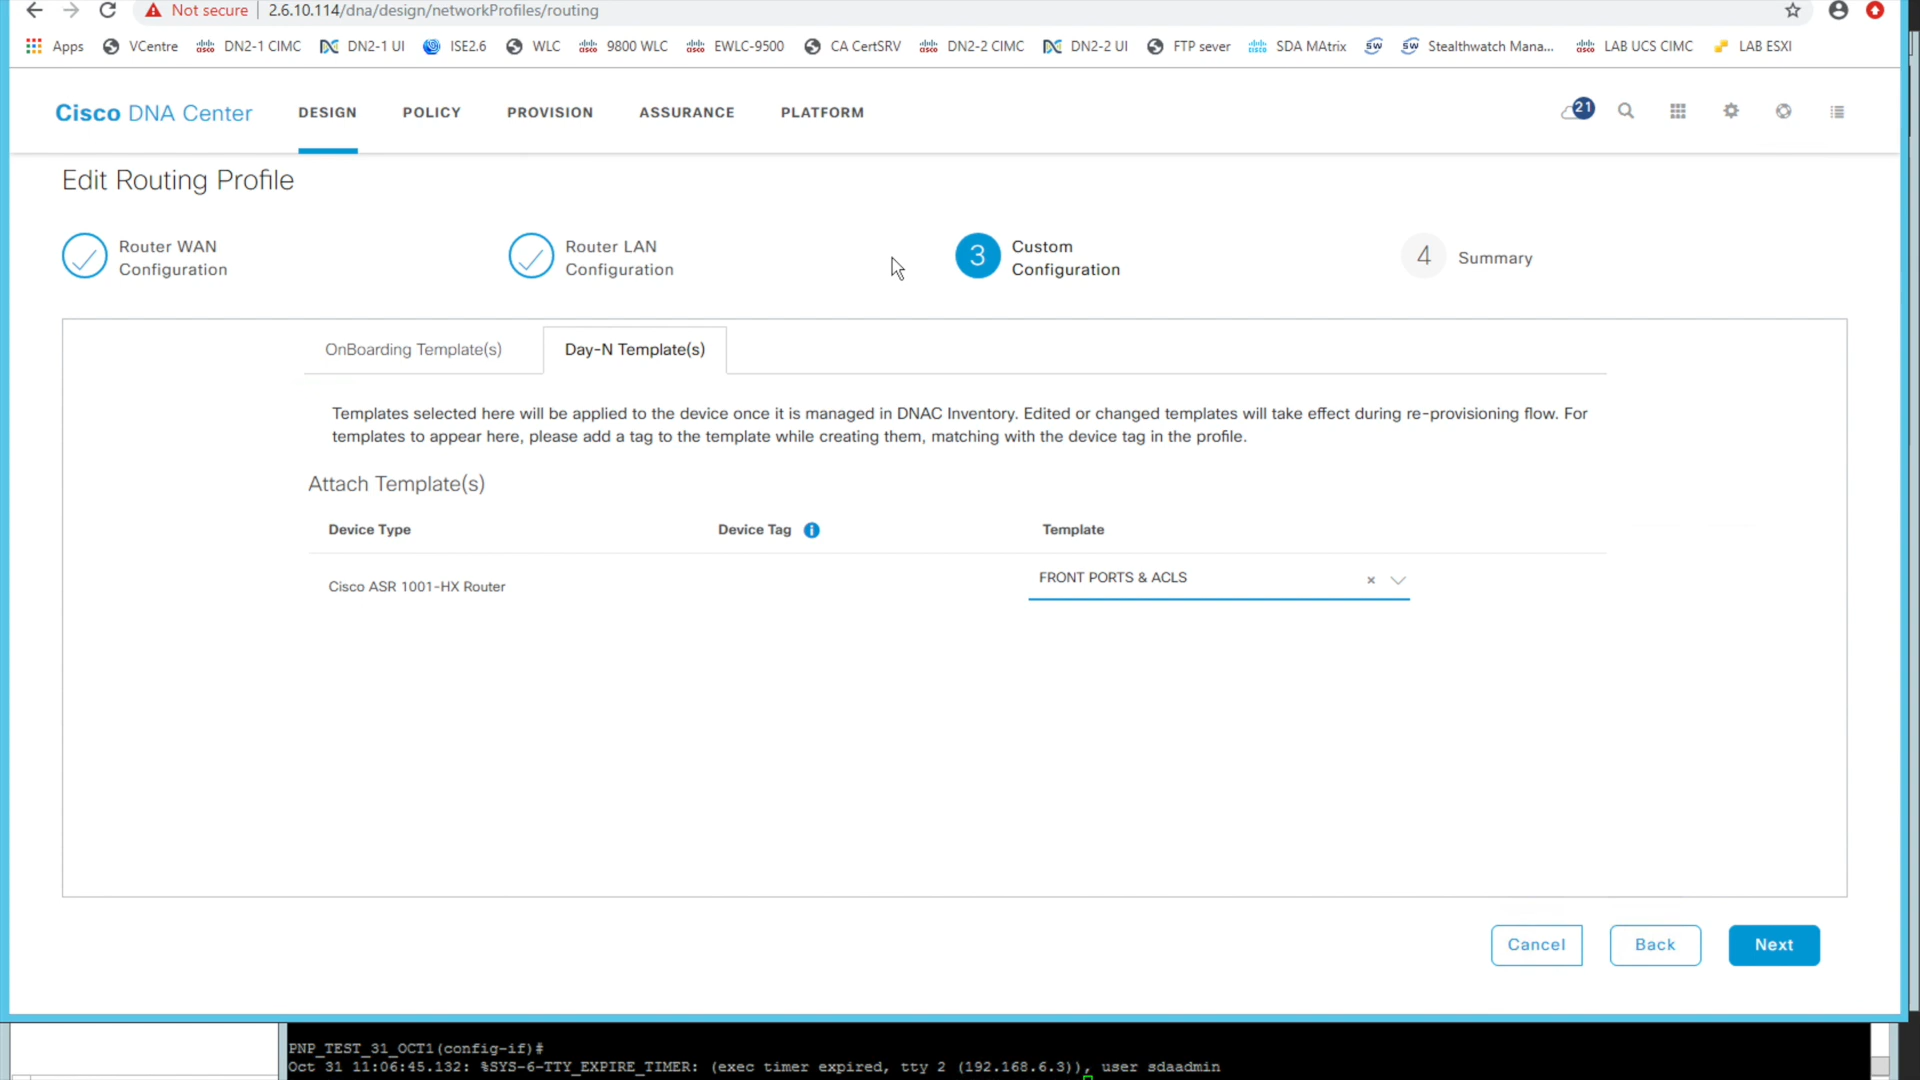 Not secure 2.6.10.114/dna/design/networkProfiles/routing
Apps VCentre DN2-1 CIMC DN2-1 UI ISE2.6 WLC 9800 WLC EWLC-9500 CA CertSRV DN2-2 CIMC DN2-2 UI FTP sever SDA MAtrix SW SW Stealthwatch Mana... LAB UCS CIMC LAB ESXI
Cisco DNA Center DESIGN POLICY PROVISION ASSURANCE PLATFORM 21
Edit Routing Profile
Router WAN
Configuration
Router LAN
Configuration
3 Custom
Configuration
4 Summary
OnBoarding Template(s) Day-N Template(s)
Templates selected here will be applied to the device once it is managed in DNAC Inventory. Edited or changed templates will take effect during re-provisioning flow. For
templates to appear here, please add a tag to the template while creating them, matching with the device tag in the profile.
Attach Template(s)
Device Type Device Tag i Template
Cisco ASR 1001-HX Router FRONT PORTS & ACLS ×
Cancel Back Next
PNP_TEST_31_OCT1(config-if)#
Oct 31 11:06:45.132: %SYS-6-TTY_EXPIRE_TIMER: (exec timer expired, tty 2 (192.168.6.3)), user sdaadmin